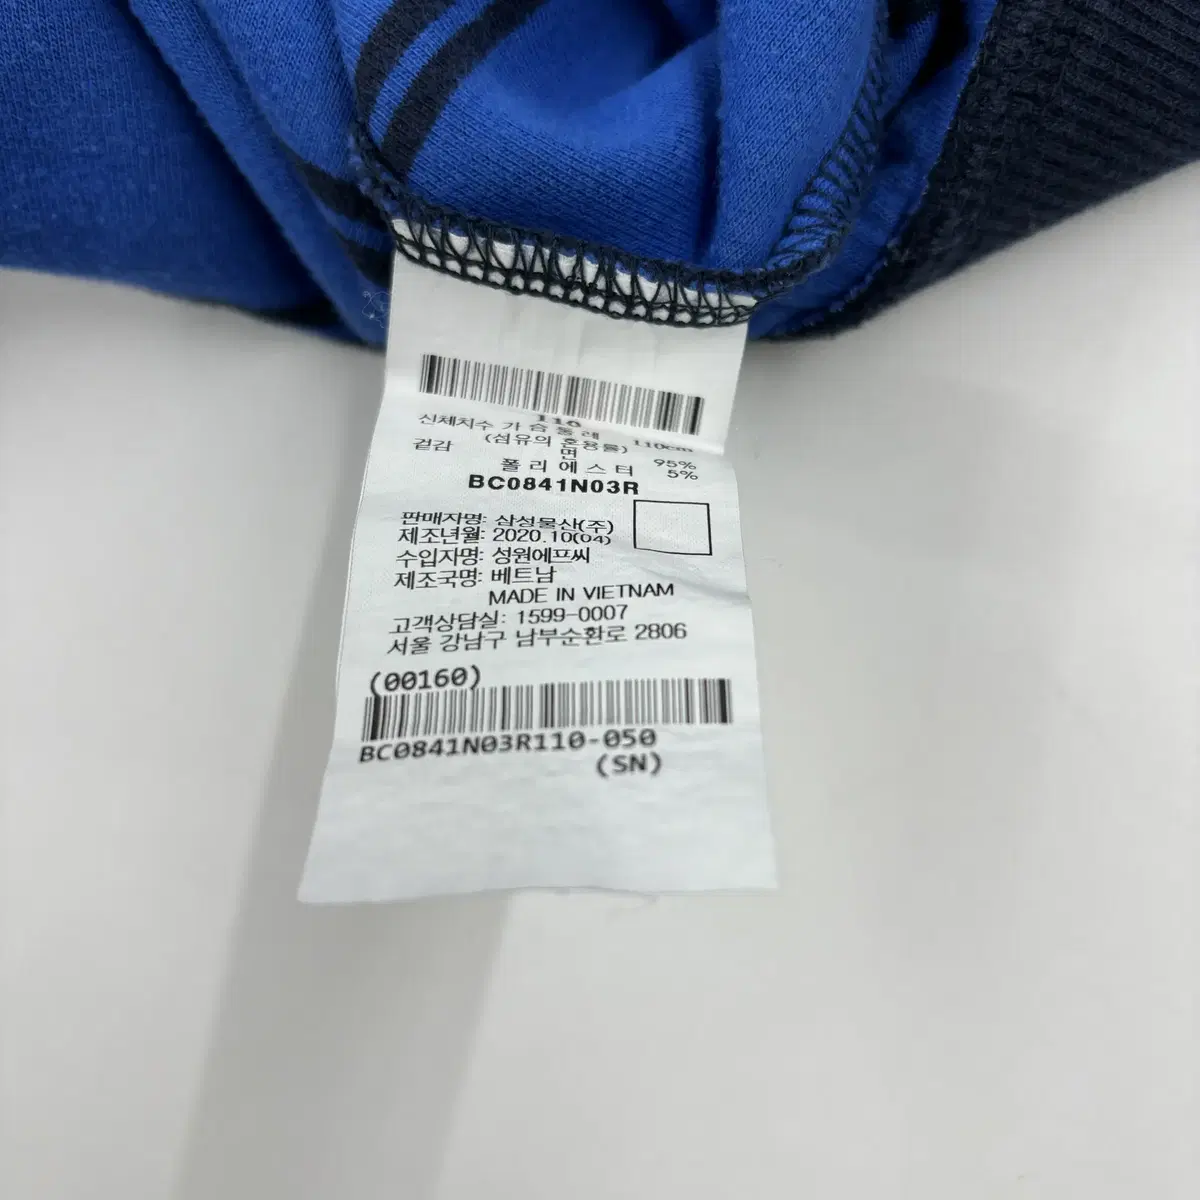 110
신체치수 가슴둘레 110cm
(섬유의 혼용률)
겉감 면 95%
폴리에스터 5%
BC0841N03R
판매자명: 삼성물산(주)
제조년월: 2020.10(04)
수입자명: 성원에프씨
제조국명: 베트남
MADE IN VIETNAM
고객상담실: 1599-0007
서울 강남구 남부순환로 2806
(00160)
BC0841N03R110-050
(SN)